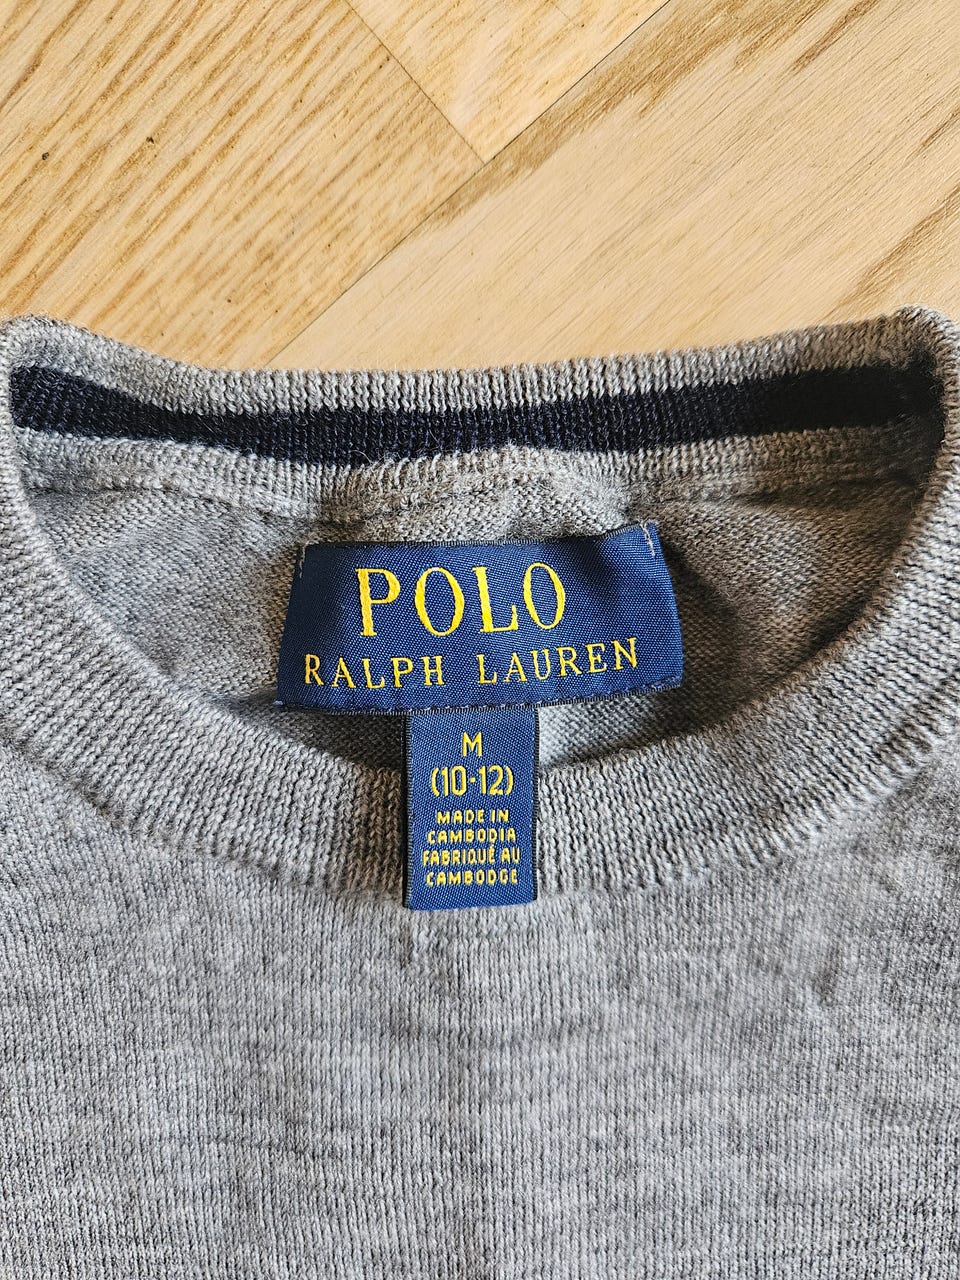 POLO
RALPH LAUREN
M
(10-12)
MADE IN
CAMBODIA
FABRIQUÉ AU
CAMBODGE